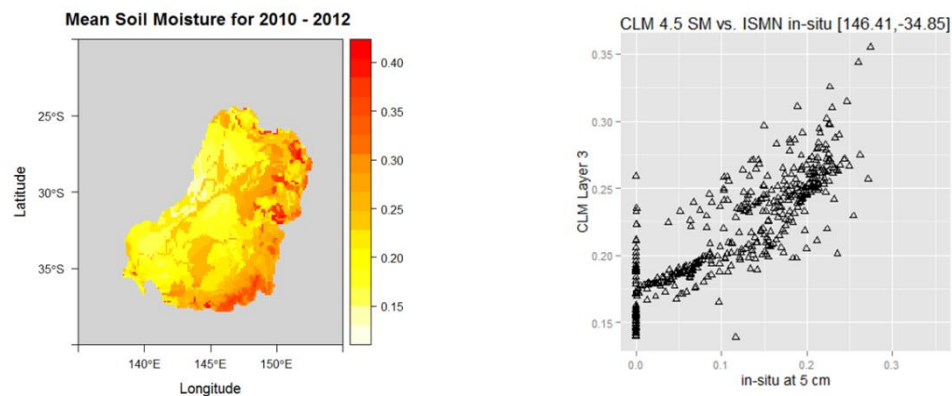 Mean Soil Moisture for 2010 - 2012
25°S
30°S
35°S
Latitude
140°E
145°E
150°E
Longitude
0.40
0.35
0.30
0.25
0.20
0.15
CLM 4.5 SM vs. ISMN in-situ [146.41,-34.85]
0.35
0.30
0.25
0.20
0.15
CLM Layer 3
0.0
0.1
0.2
0.3
in-situ at 5 cm